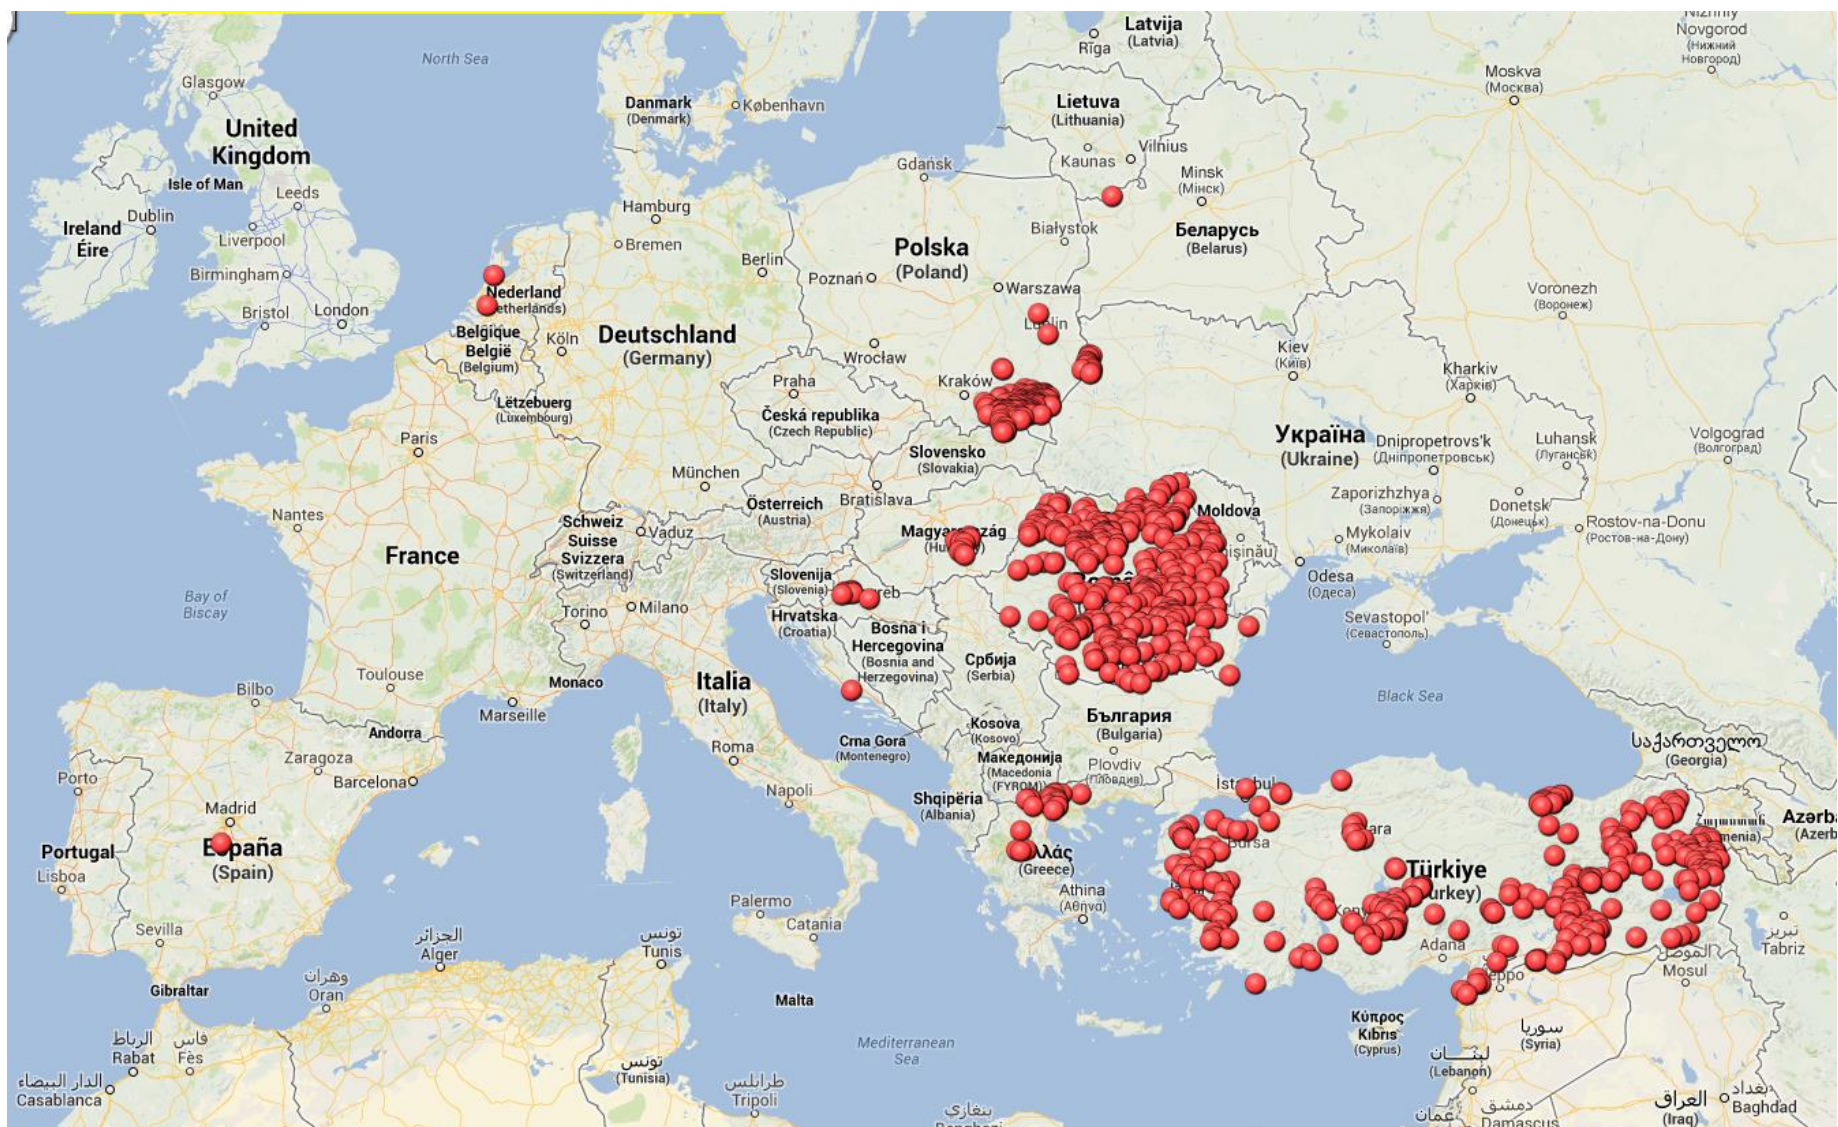 North Sea
Glasgow
United
Kingdom
Isle of Man
Leeds
Dublin
Ireland
Éire
Liverpool
Birmingham
Bristol
London
Danmark
(Denmark)
København
Latvija
(Latvia)
Rīga
Lietuva
(Lithuania)
Kaunas
Vilnius
Minsk
(Мінск)
Беларусь
(Belarus)
Moskva
(Москва)
Nizhniy
Novgorod
(Нижний
Новгород)
Gdańsk
Hamburg
Bremen
Berlin
Białystok
Polska
(Poland)
Poznań
Warszawa
Nederland
Voronezh
(Воронеж)
Belgique
België
(Belgium)
Köln
Deutschland
(Germany)
Wrocław
Kiev
(Київ)
Kharkiv
(Харків)
Praha
Kraków
Lëtzebuerg
(Luxembourg)
Česká republika
(Czech Republic)
Paris
Україна
(Ukraine)
Dnipropetrovs'k
(Дніпропетровськ)
Luhansk
(Луганськ)
Volgograd
(Волгоград)
Slovensko
(Slovakia)
München
Bratislava
Österreich
(Austria)
Zaporizhzhya
(Запоріжжя)
Donetsk
(Донецьк)
Nantes
Moldova
Rostov-na-Donu
(Ростов-на-Дону)
Schweiz
Suisse
Svizzera
(Switzerland)
Vaduz
Mykolaiv
(Миколаїв)
France
Odesa
(Одеса)
Slovenija
(Slovenia)
Bay of
Biscay
Torino
Milano
Hrvatska
(Croatia)
Sevastopol'
(Севастополь)
Bosna i
Hercegovina
(Bosnia and
Herzegovina)
Србија
(Serbia)
Toulouse
Monaco
Italia
(Italy)
Bilbo
Marseille
Black Sea
България
(Bulgaria)
Kosova
(Kosovo)
Andorra
Crna Gora
(Montenegro)
Roma
Zaragoza
Barcelona
Македонија
(Macedonia
(FYROM))
Plovdiv
(Пловдив)
საქართველო
(Georgia)
Porto
Napoli
Shqipëria
(Albania)
Madrid
Portugal
(Spain)
Lisboa
(Greece)
Türkiye
Athina
(Αθήνα)
Palermo
Catania
Sevilla
Adana
Gibraltar
الجزائر
Alger
تونس
Tunis
وهران
Oran
Malta
تبريز
Tabriz
الموصل
Mosul
Κύπρος
Kıbrıs
(Cyprus)
سوريا
(Syria)
الرباط
Rabat
فاس
Fès
Mediterranean
Sea
تونس
(Tunisia)
لبنان
(Lebanon)
الدار البيضاء
Casablanca
طرابلس
Tripoli
بنغازي
عمان
دمشق
Damascus
العراق
(Iraq)
بغداد
Baghdad